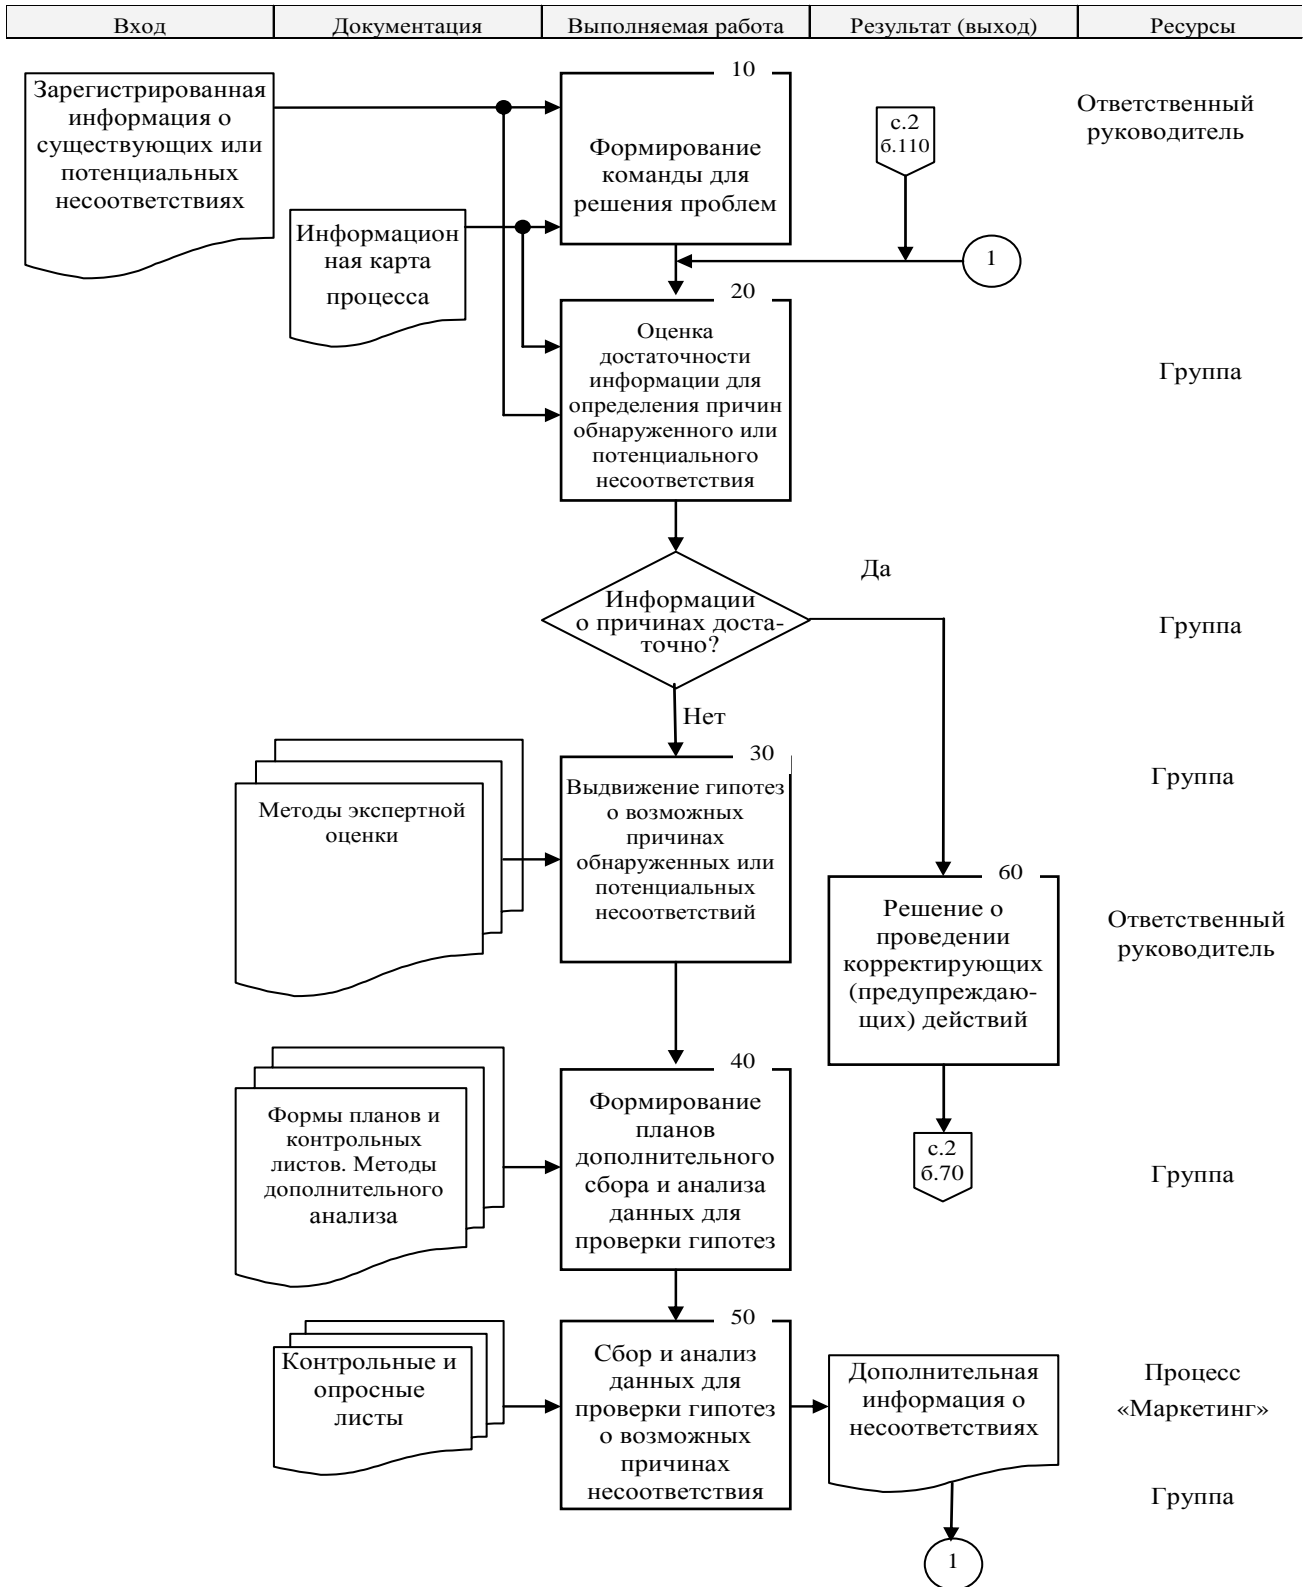 Вход
Документация
Выполняемая работа
Результат (выход)
Ресурсы
Зарегистрированная
информация о
существующих или
потенциальных
несоответствиях
10
Формирование
команды для
решения проблем
с.2
б.110
Ответственный
руководитель
Информацион
ная карта
процесса
1
20
Оценка
достаточности
информации для
определения причин
обнаруженного или
потенциального
несоответствия
Группа
Информации
о причинах доста-
точно?
Да
Группа
Нет
30
Выдвижение гипотез
о возможных
причинах
обнаруженных или
потенциальных
несоответствий
Группа
Методы экспертной
оценки
60
Решение о
проведении
корректирующих
(предупреждаю-
щих) действий
Ответственный
руководитель
40
Формирование
планов
дополнительного
сбора и анализа
данных для
проверки гипотез
Формы планов и
контрольных
листов. Методы
дополнительного
анализа
с.2
б.70
Группа
50
Сбор и анализ
данных для
проверки гипотез
о возможных
причинах
несоответствия
Контрольные и
опросные
листы
Дополнительная
информация о
несоответствиях
Процесс
«Маркетинг»
Группа
1